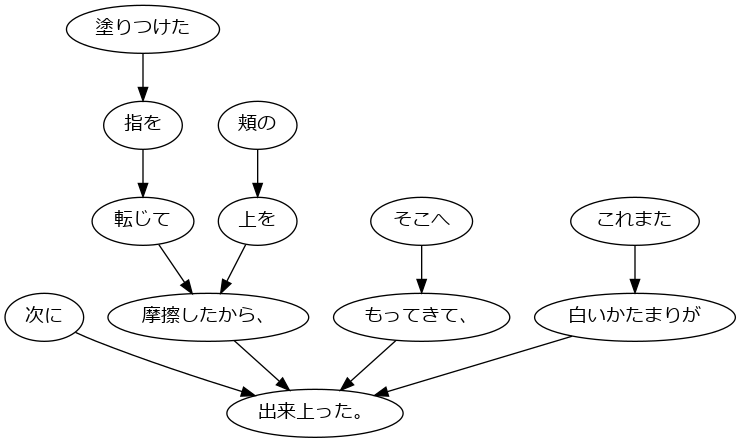 塗りつけた
指を
頬の
転じて
上を
そこへ
これまた
次に
摩擦したから、
もってきて、
白いかたまりが
出来上った。